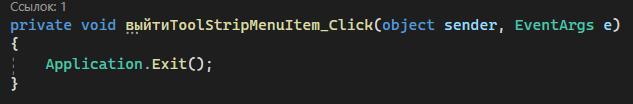 Ссылок: 1
private void выйтиToolStripMenuItem_Click(object sender, EventArgs e)
{
    Application.Exit();
}